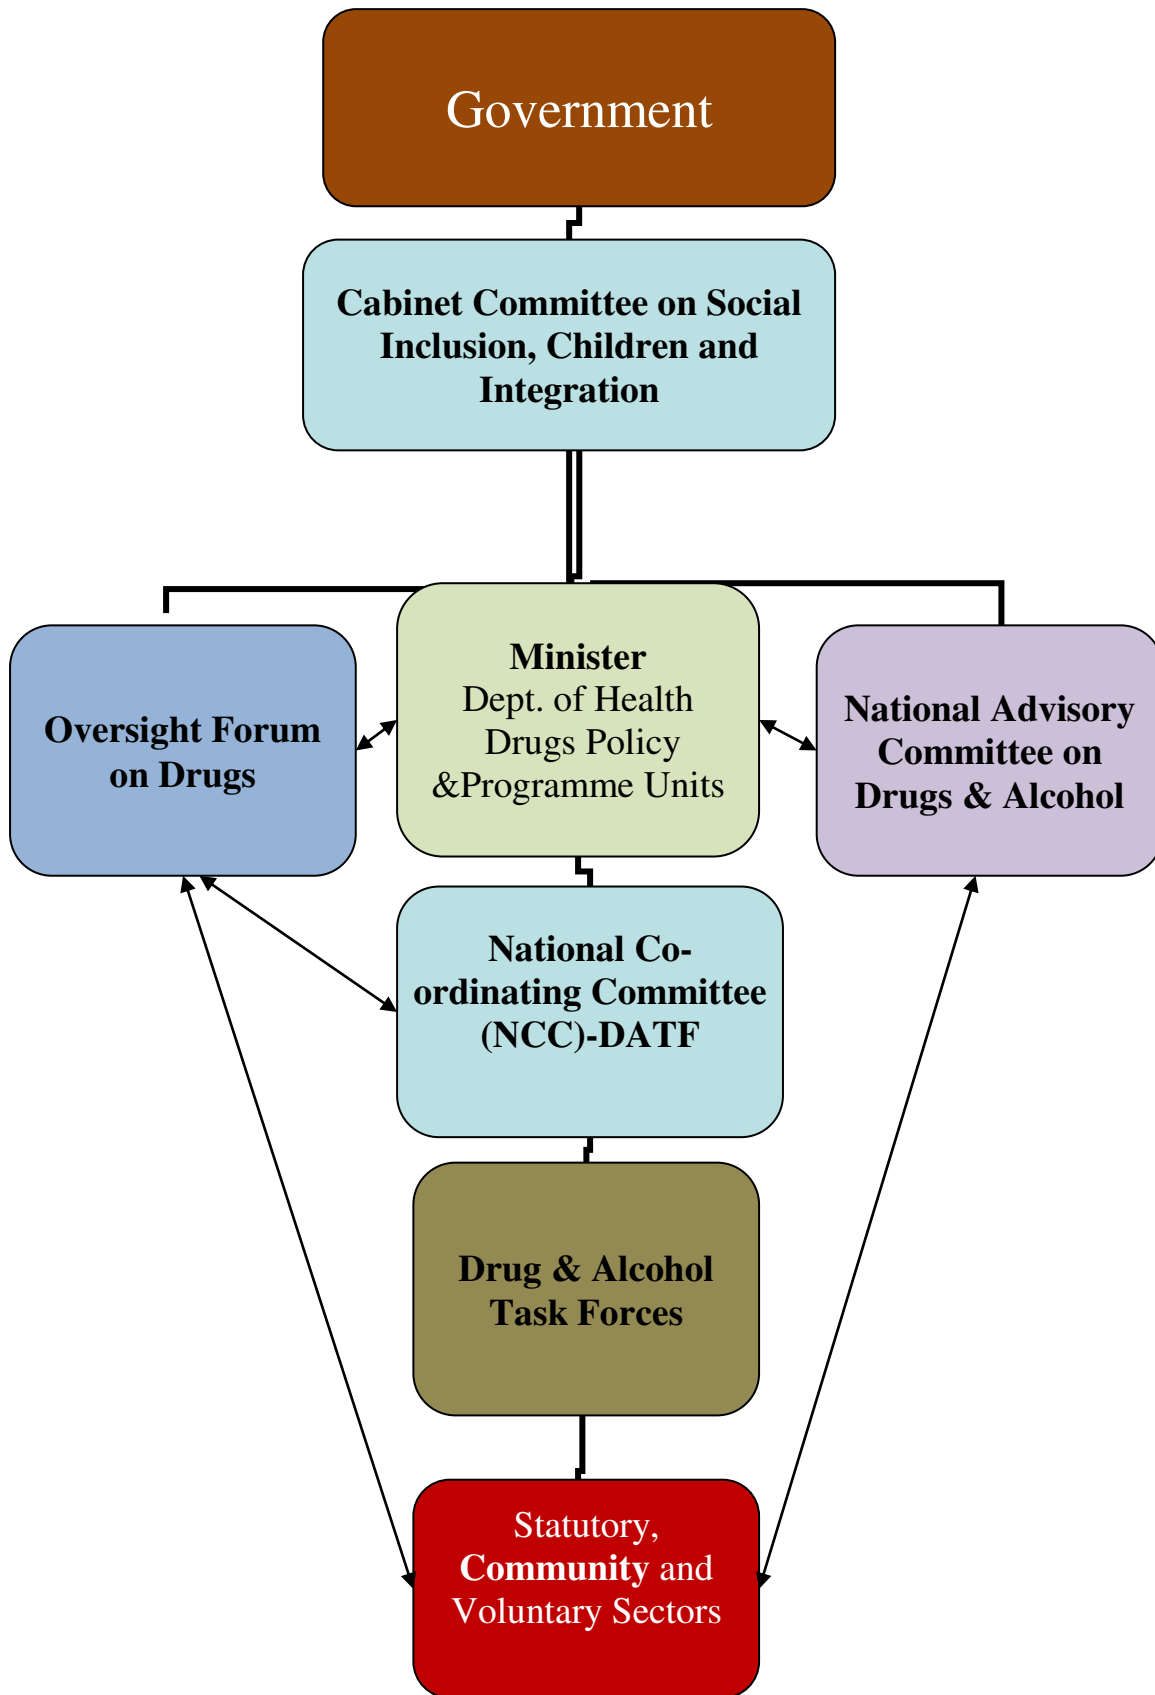 Government
Cabinet Committee on Social
Inclusion, Children and
Integration
Oversight Forum
on Drugs
Minister
Dept. of Health
Drugs Policy
&Programme Units
National Advisory
Committee on
Drugs & Alcohol
National Co-
ordinating Committee
(NCC)-DATF
Drug & Alcohol
Task Forces
Statutory,
Community and
Voluntary Sectors